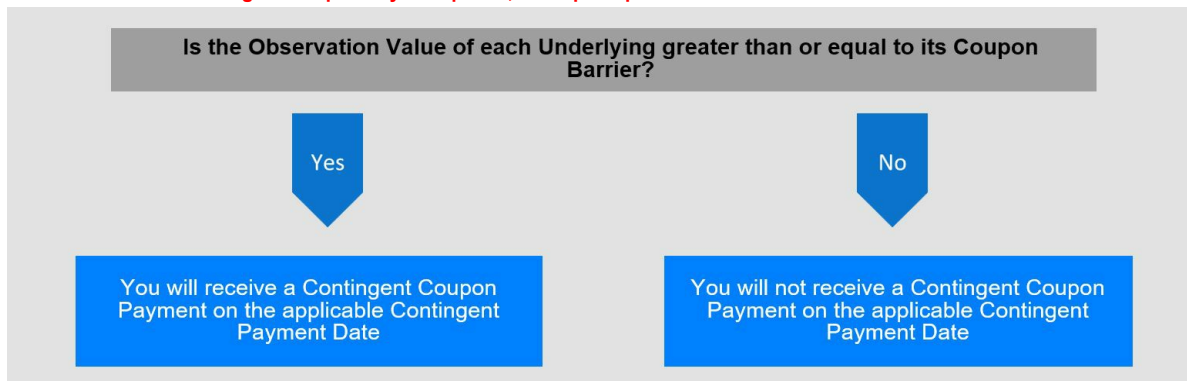 Is the Observation Value of each Underlying greater than or equal to its Coupon
Barrier?
Yes
No
You will receive a Contingent Coupon
Payment on the applicable Contingent
Payment Date
You will not receive a Contingent Coupon
Payment on the applicable Contingent
Payment Date